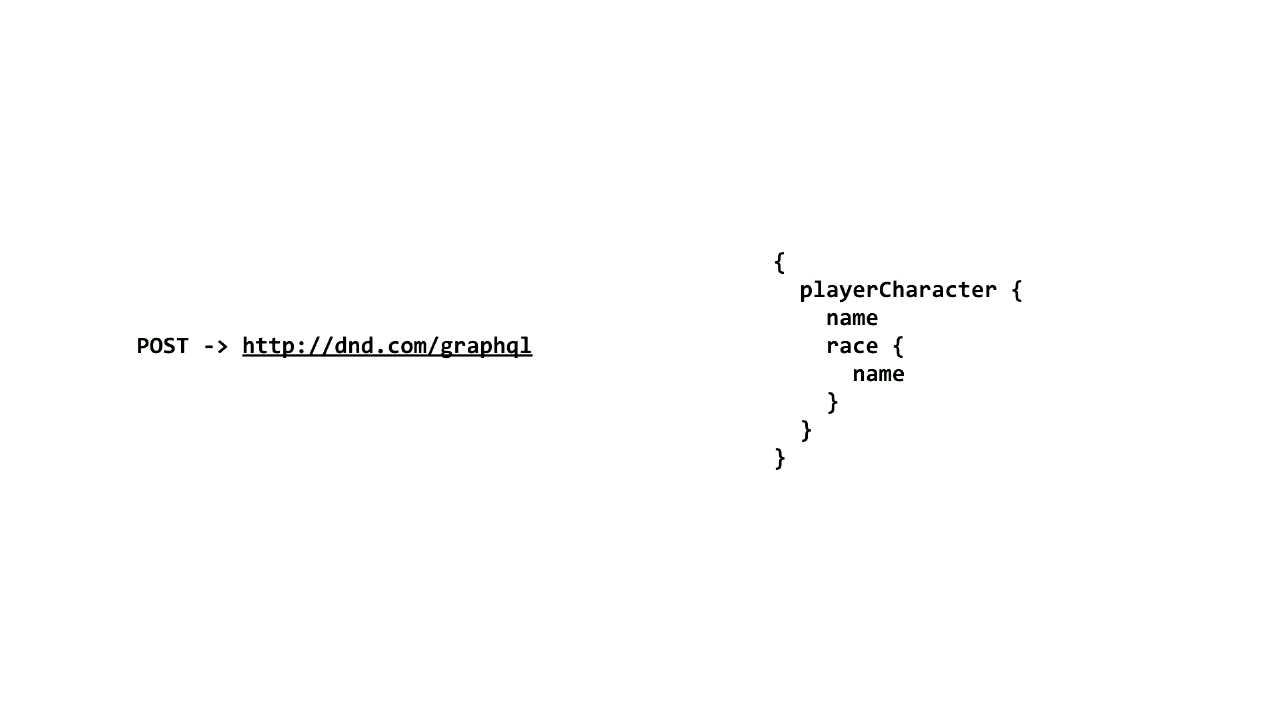 POST -> http://dnd.com/graphql
{
  playerCharacter {
    name
    race {
      name
    }
  }
}